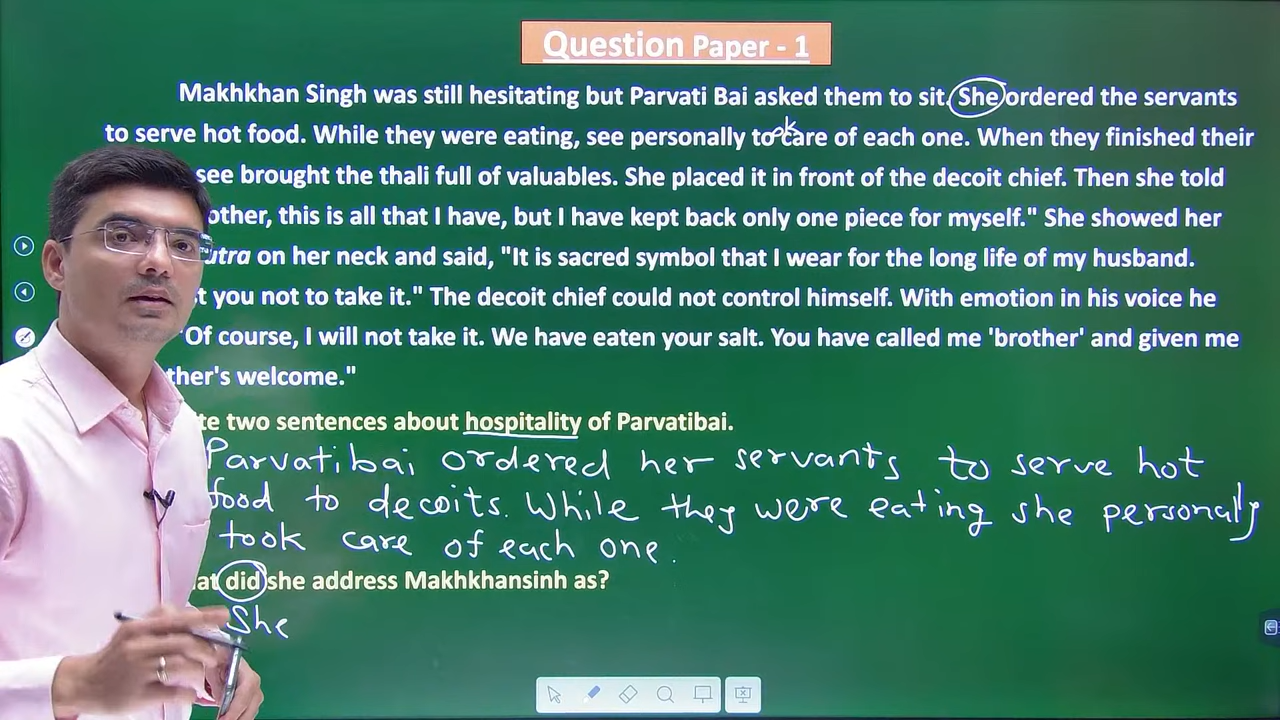 Question Paper - 1
Makhkhan Singh was still hesitating but Parvati Bai asked them to sit. She ordered the servants
to serve hot food. While they were eating, see personally to ok care of each one. When they finished their
see brought the thali full of valuables. She placed it in front of the decoit chief. Then she told
other, this is all that I have, but I have kept back only one piece for myself." She showed her
utra on her neck and said, "It is sacred symbol that I wear for the long life of my husband.
t you not to take it." The decoit chief could not control himself. With emotion in his voice he
"Of course, I will not take it. We have eaten your salt. You have called me 'brother' and given me
ther's welcome."
te two sentences about hospitality of Parvatibai.
Parvatibai ordered her servants to serve hot
food to decoits. While they were eating she personally
took care of each one.
at did she address Makhkhansinh as?
She